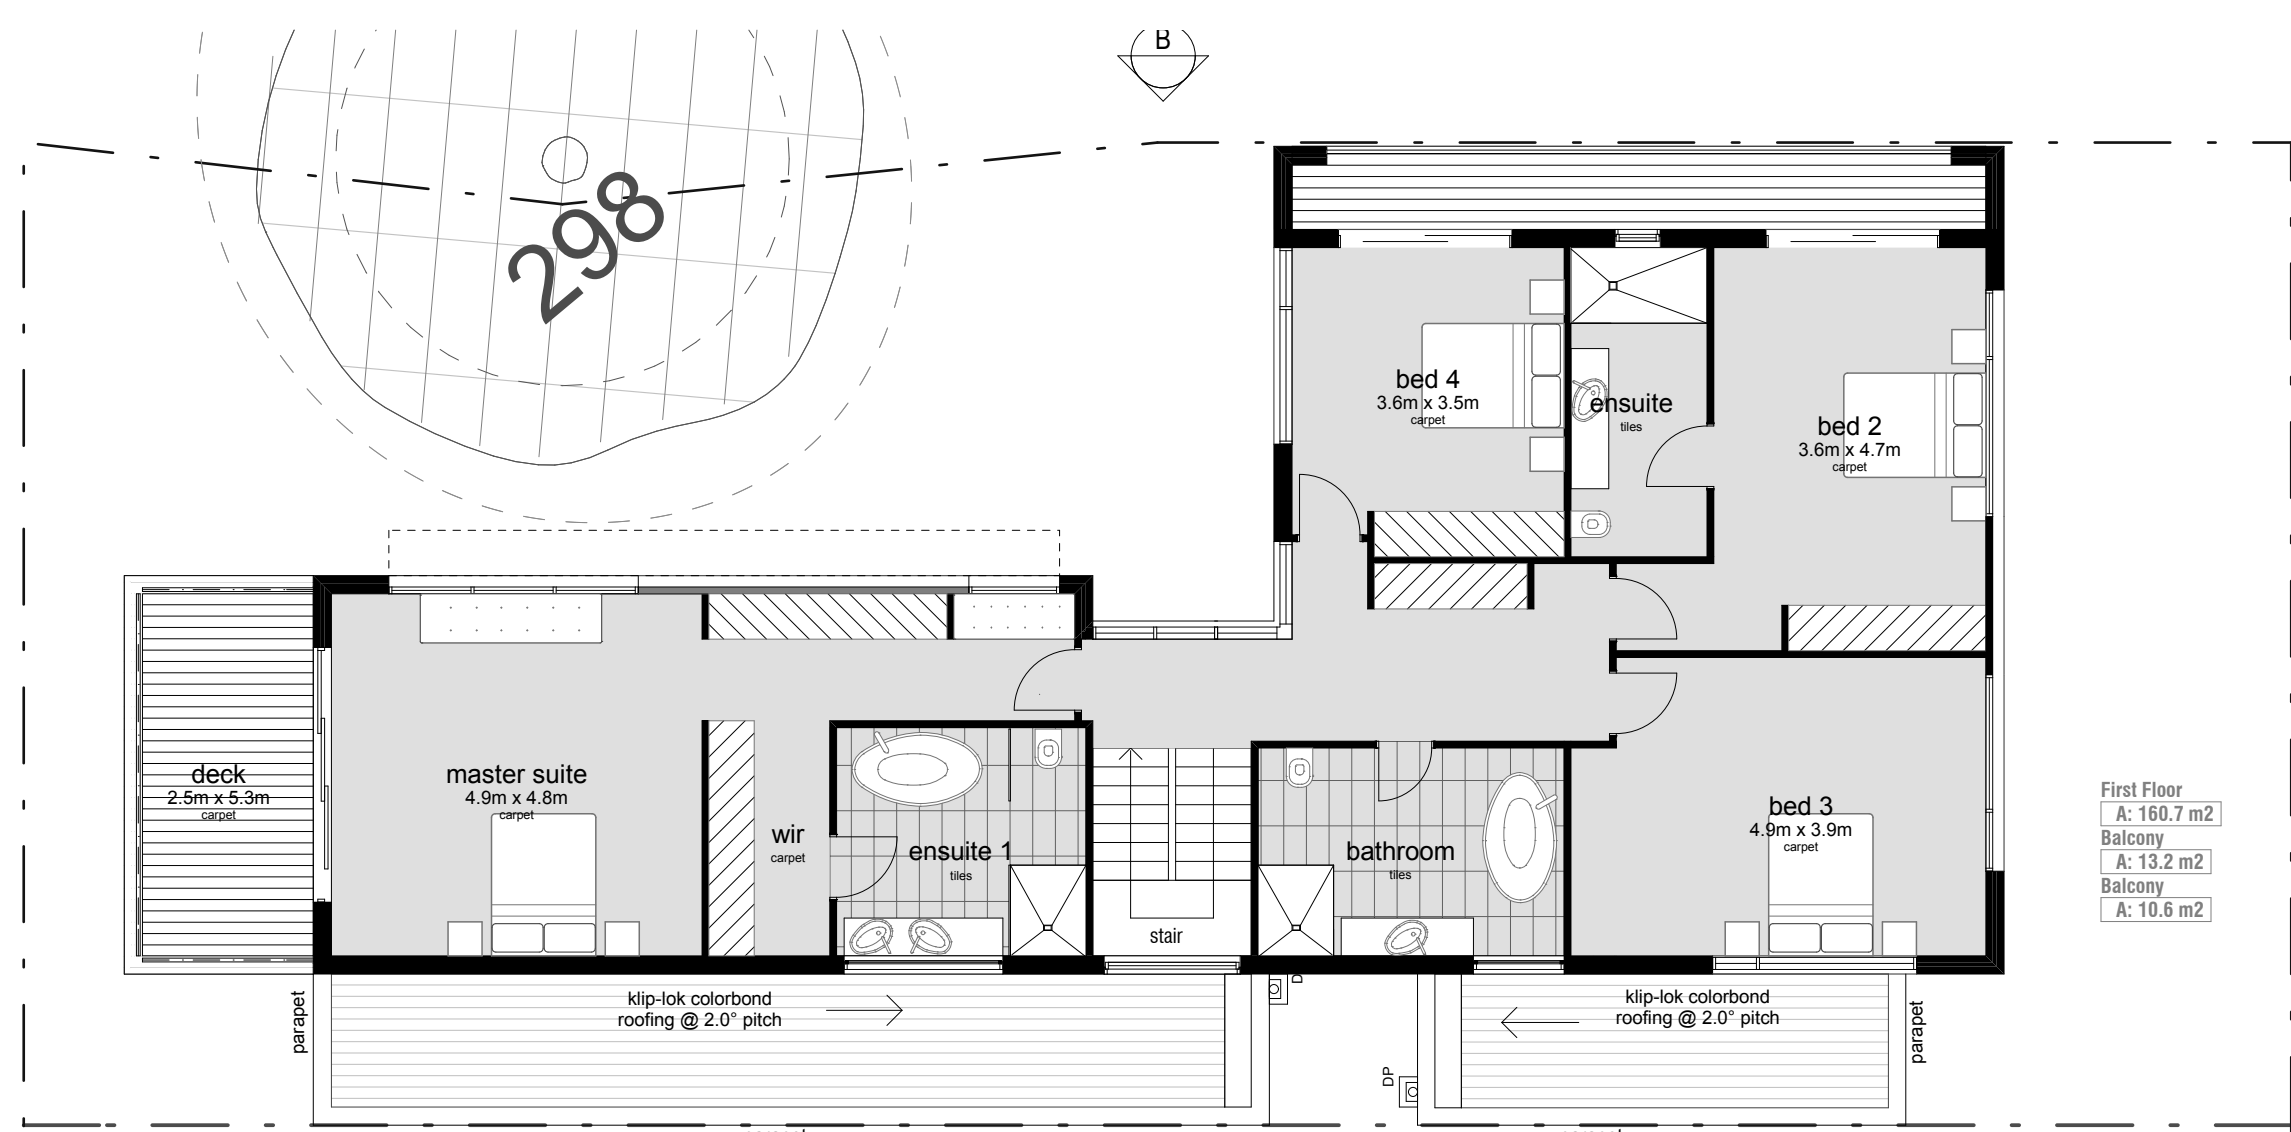 B
298
bed 4
3.6m x 3.5m
carpet
ensuite
tiles
bed 2
3.6m x 4.7m
carpet
deck
2.5m x 5.3m
carpet
master suite
4.9m x 4.8m
carpet
wir
carpet
ensuite 1
tiles
stair
bathroom
tiles
bed 3
4.9m x 3.9m
carpet
First Floor
A: 160.7 m2
Balcony
A: 13.2 m2
Balcony
A: 10.6 m2
parapet
klip-lok colorbond
roofing @ 2.0° pitch
DP
klip-lok colorbond
roofing @ 2.0° pitch
parapet